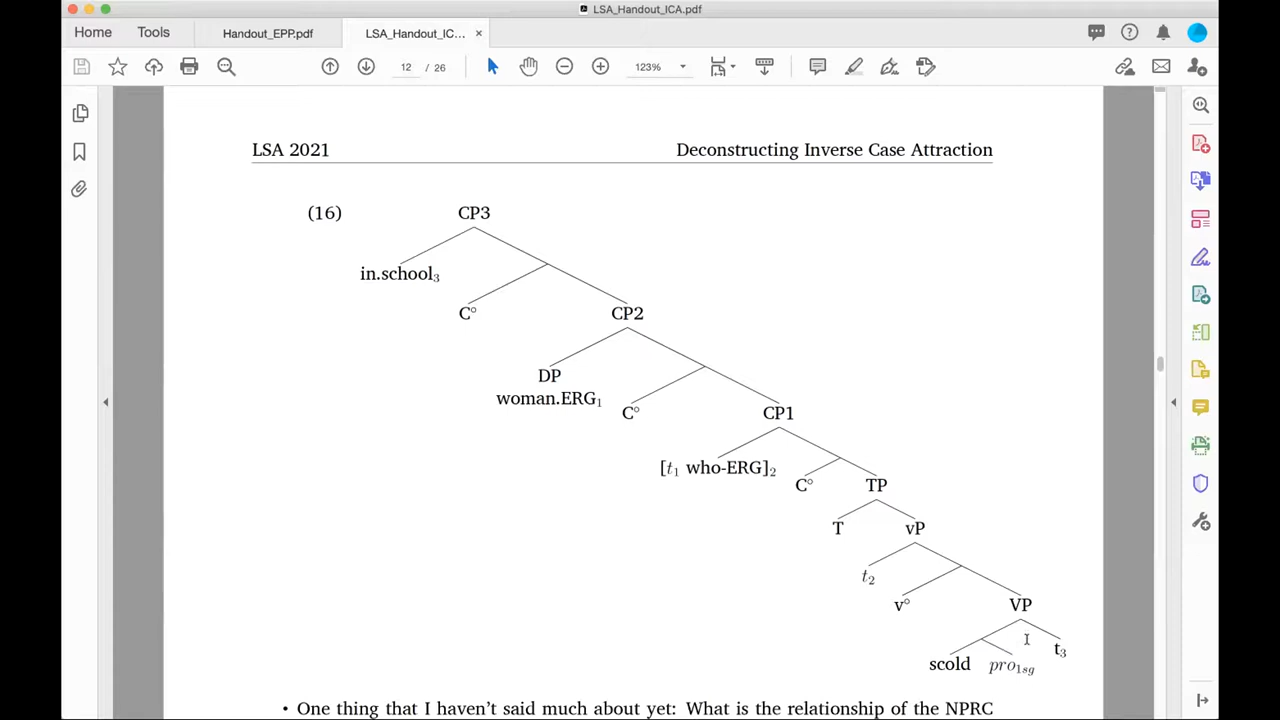 LSA_Handout_ICA.pdf
Home Tools Handout_EPP.pdf LSA_Handout_IC... ×
12 / 26 123%
LSA 2021 Deconstructing Inverse Case Attraction
(16) CP3
in.school₃
C° CP2
DP
woman.ERG₁
C° CP1
[t₁ who-ERG]₂
C° TP
T vP
t₂
v° VP
scold pro₁sg t₃
• One thing that I haven't said much about yet: What is the relationship of the NPRC